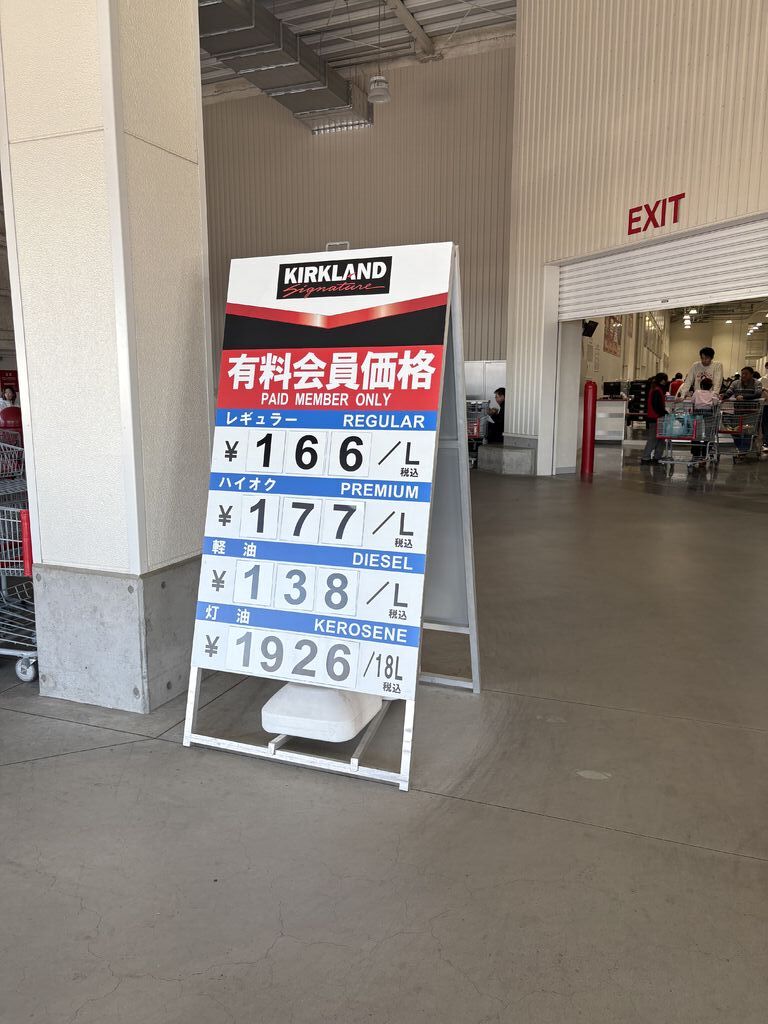 EXIT
KIRKLAND
Signature
有料会員価格
PAID MEMBER ONLY
レギュラー REGULAR
¥ 166 /L
税込
ハイオク PREMIUM
¥ 177 /L
税込
軽 油 DIESEL
¥ 138 /L
税込
灯 油 KEROSENE
¥ 1926 /18L
税込